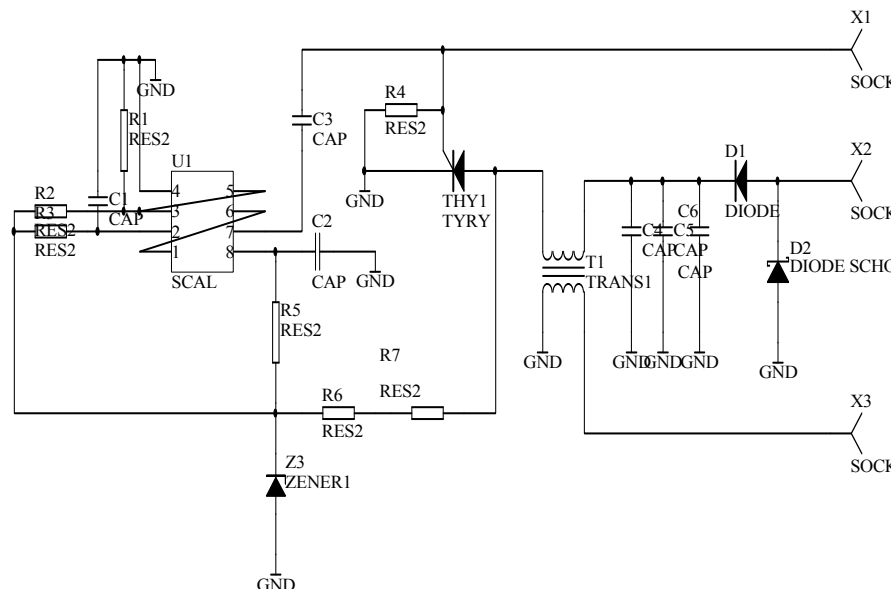 X1
SOCK
GND
R1
RES2
C3
CAP
R4
RES2
U1
D1
X2
4
5
R2
3
6
C1
CAP
GND
THY1
TYRY
DIODE
SOCK
R3
RES2
RES2
2
7
C2
C4
CAP
C6
C5
CAP
CAP
D2
DIODE SCHO
1
8
SCAL
CAP
GND
T1
TRANS1
R5
RES2
R7
RES2
GND
GND
GND
GND
GND
R6
RES2
X3
SOCK
Z3
ZENER1
GND